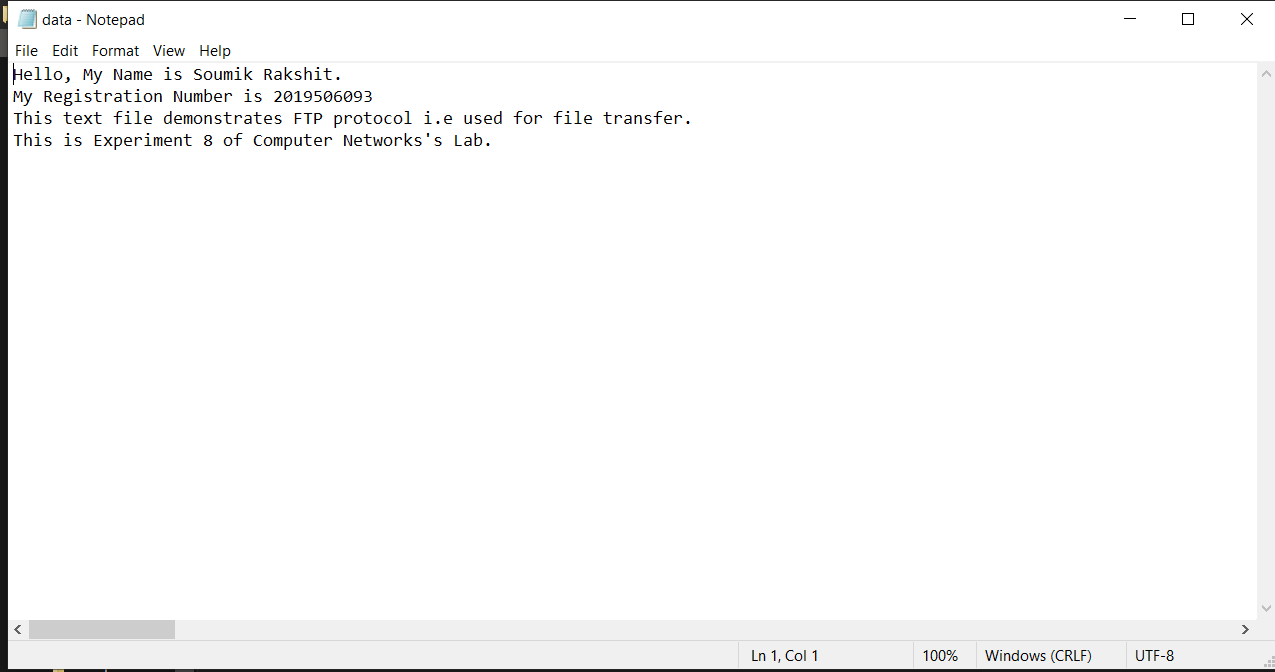 data - Notepad
File Edit Format View Help
Hello, My Name is Soumik Rakshit.
My Registration Number is 2019506093
This text file demonstrates FTP protocol i.e used for file transfer.
This is Experiment 8 of Computer Networks's Lab.
Ln 1, Col 1 100% Windows (CRLF) UTF-8